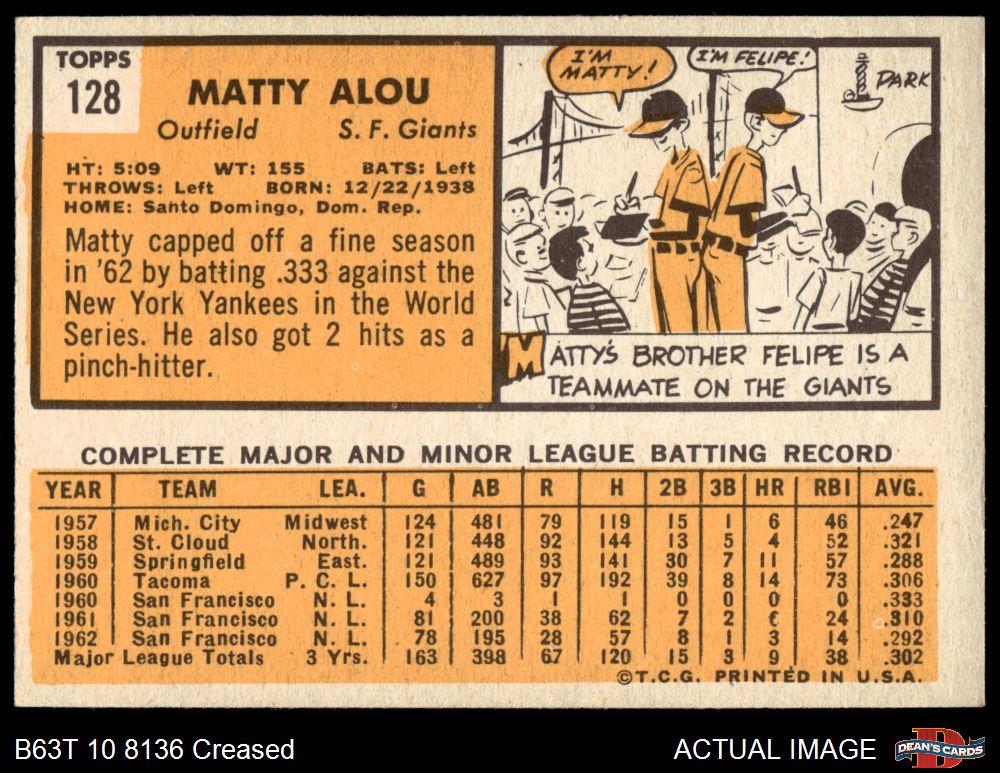 TOPPS
128
MATTY ALOU
Outfield S. F. Giants
HT: 5:09 WT: 155 BATS: Left
THROWS: Left BORN: 12/22/1938
HOME: Santo Domingo, Dom. Rep.
Matty capped off a fine season
in '62 by batting .333 against the
New York Yankees in the World
Series. He also got 2 hits as a
pinch-hitter.
I'M
MATTY!
I'M FELIPE!
PARK
MATTY'S BROTHER FELIPE IS A
TEAMMATE ON THE GIANTS
COMPLETE MAJOR AND MINOR LEAGUE BATTING RECORD
YEAR TEAM LEA. G AB R H 2B 3B HR RBI AVG.
1957 Mich. City Midwest 124 481 79 119 15 1 6 46 .247
1958 St. Cloud North. 121 448 92 144 13 5 4 52 .321
1959 Springfield East. 121 489 93 141 30 7 11 57 .288
1960 Tacoma P. C. L. 150 627 97 192 39 8 14 73 .306
1960 San Francisco N. L. 4 3 1 1 0 0 0 0 .333
1961 San Francisco N. L. 81 200 38 62 7 2 6 24 .310
1962 San Francisco N. L. 78 195 28 57 8 1 3 14 .292
Major League Totals 3 Yrs. 163 398 67 120 15 3 9 38 .302
©T.C.G. PRINTED IN U.S.A.
B63T 10 8136 Creased
ACTUAL IMAGE
D
DEAN'S CARDS